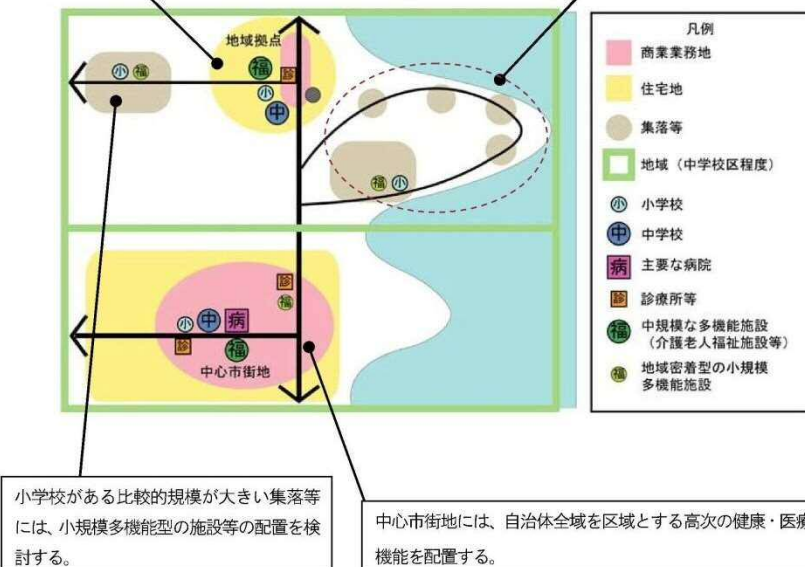 地域拠点
福
診
小
福
小
中
福
小
診
福
小
中
病
診
福
中心市街地
凡例
商業業務地
住宅地
集落等
地域（中学校区程度）
小
小学校
中
中学校
病
主要な病院
診
診療所等
福
中規模な多機能施設
（介護老人福祉施設等）
福
地域密着型の小規模
多機能施設
小学校がある比較的規模が大きい集落等
には、小規模多機能型の施設等の配置を検
討する。
中心市街地には、自治体全域を区域とする高次の健康・医療
機能を配置する。